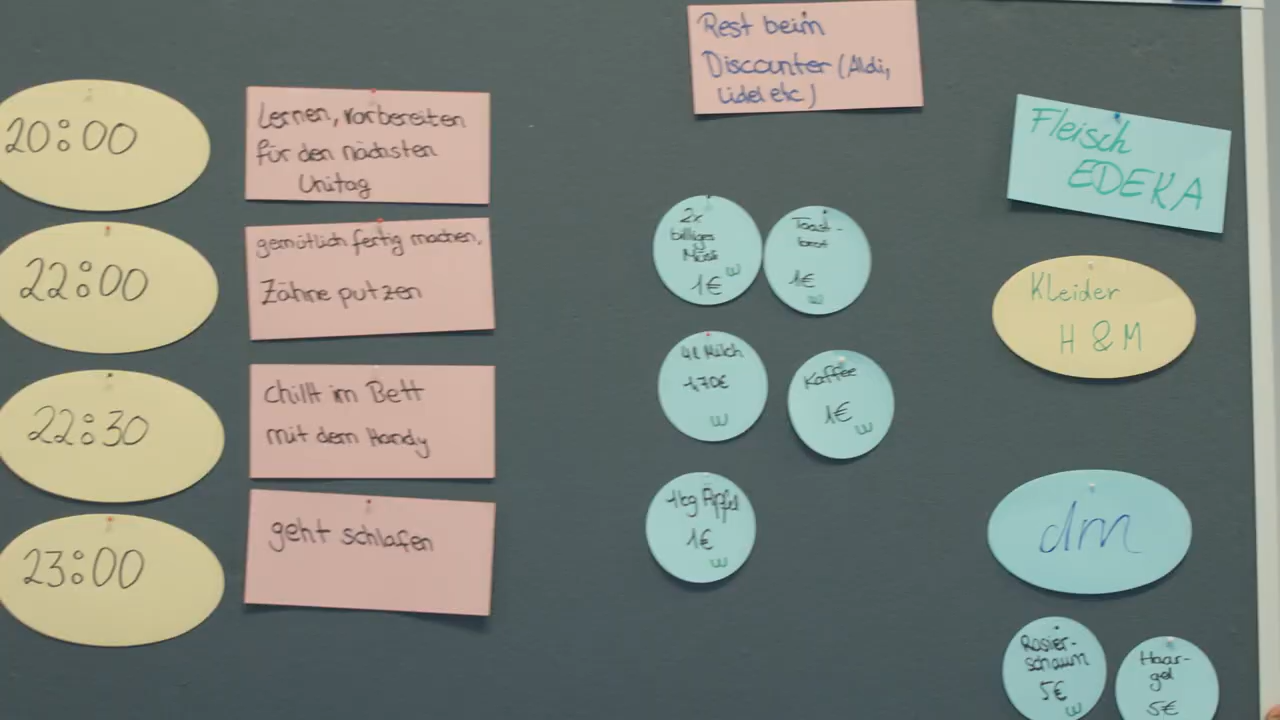 20:00
Lernen, vorbereiten
für den nächsten
Unitag
22:00
gemütlich fertig machen,
Zähne putzen
22:30
chillt im Bett
mit dem Handy
23:00
geht schlafen
Rest beim
Discounter (Aldi,
Lidel etc)
2x
billiges
Müsli
1€
w
Toast-
brot
1€
w
4l Milch
1,70€
w
Kaffee
1€
w
1kg Äpfel
1€
w
Fleisch
EDEKA
Kleider
H & M
dm
Rasier-
schaum
5€
w
Haar-
gel
5€